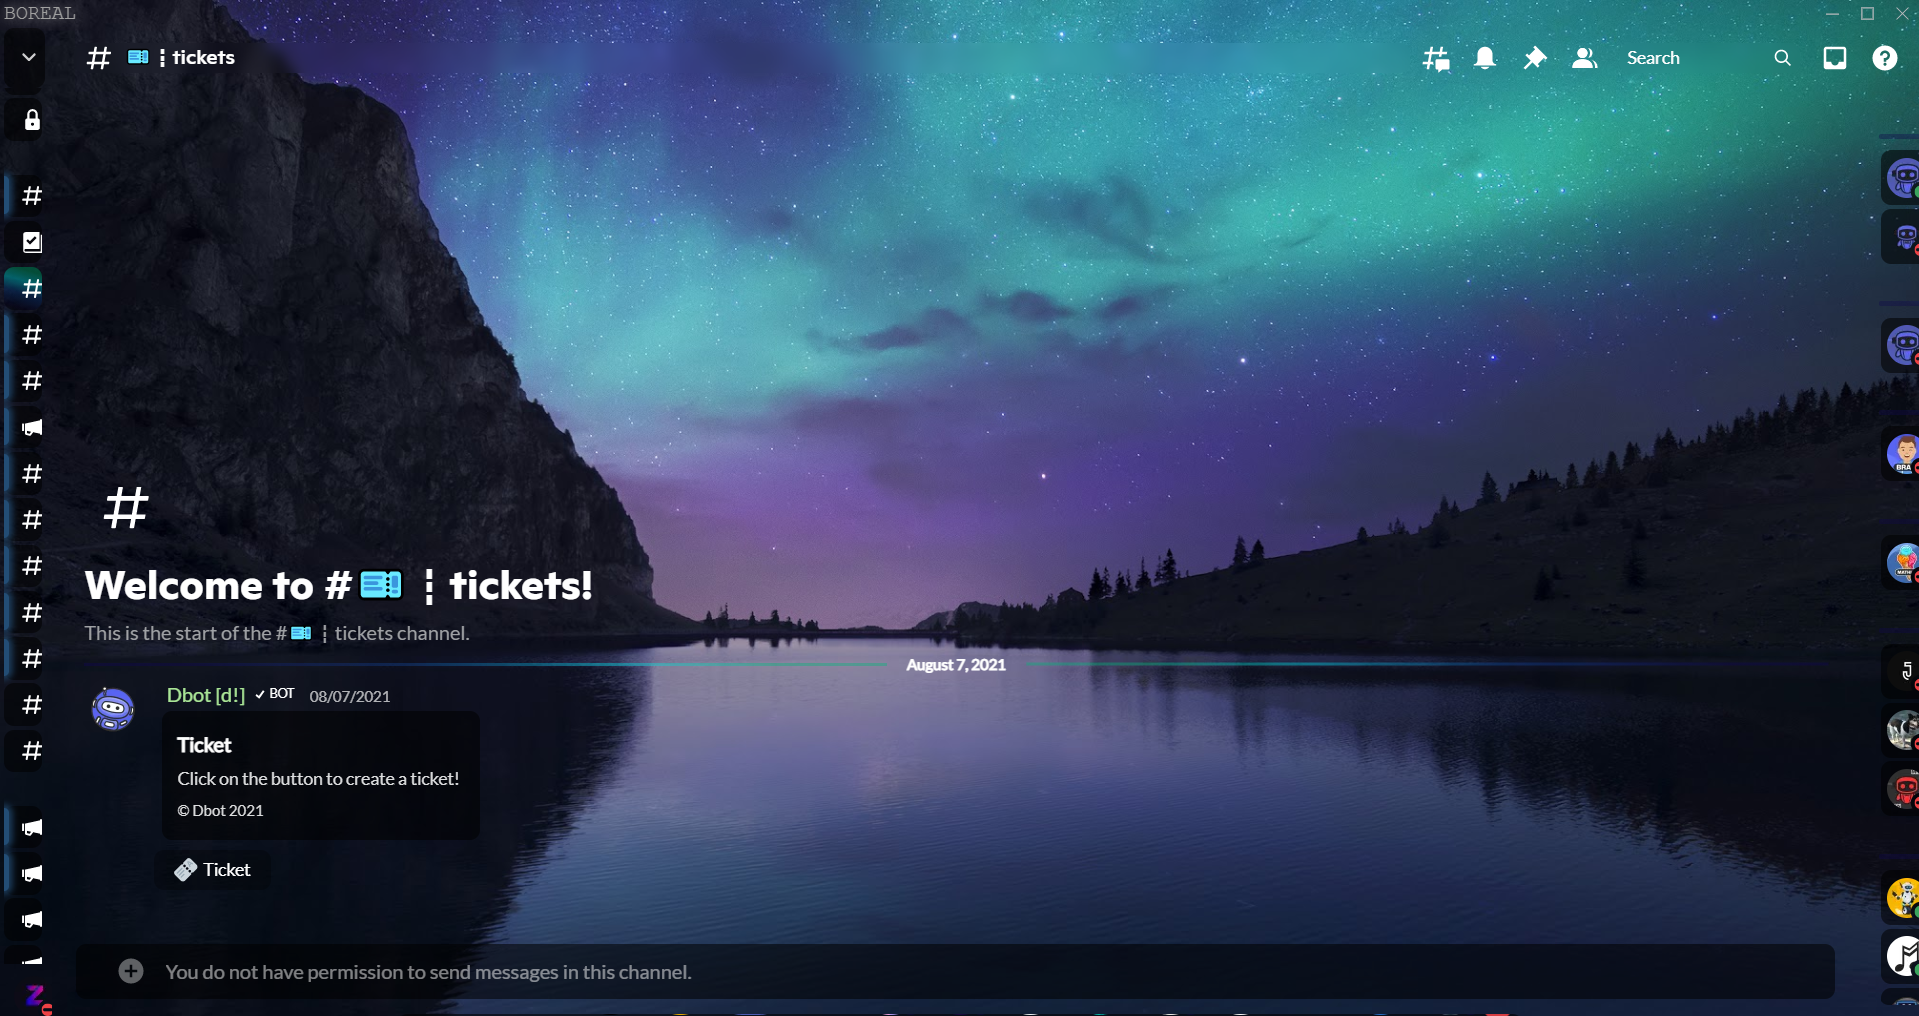 BOREAL
# 🎫 ¦ tickets
Search
#
Welcome to #🎫 ¦ tickets!
This is the start of the #🎫 ¦ tickets channel.
August 7, 2021
Dbot [d!] ✓ BOT 08/07/2021
Ticket
Click on the button to create a ticket!
© Dbot 2021
Ticket
You do not have permission to send messages in this channel.
BRA